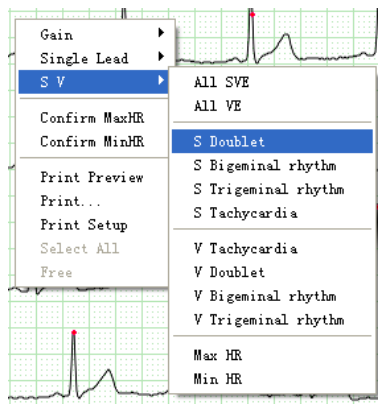 Gain
Single Lead
S V
Confirm MaxHR
Confirm MinHR
Print Preview
Print...
Print Setup
Select All
Free
All SVE
All VE
S Doublet
S Bigeminal rhythm
S Trigeminal rhythm
S Tachycardia
V Tachycardia
V Doublet
V Bigeminal rhythm
V Trigeminal rhythm
Max HR
Min HR